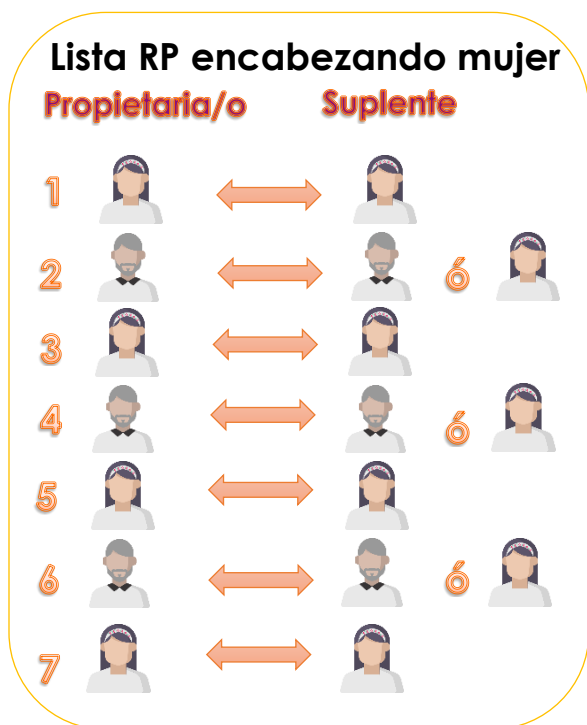 Lista RP encabezando mujer
Propietaria/o Suplente
1
2 ó
3
4 ó
5
6 ó
7